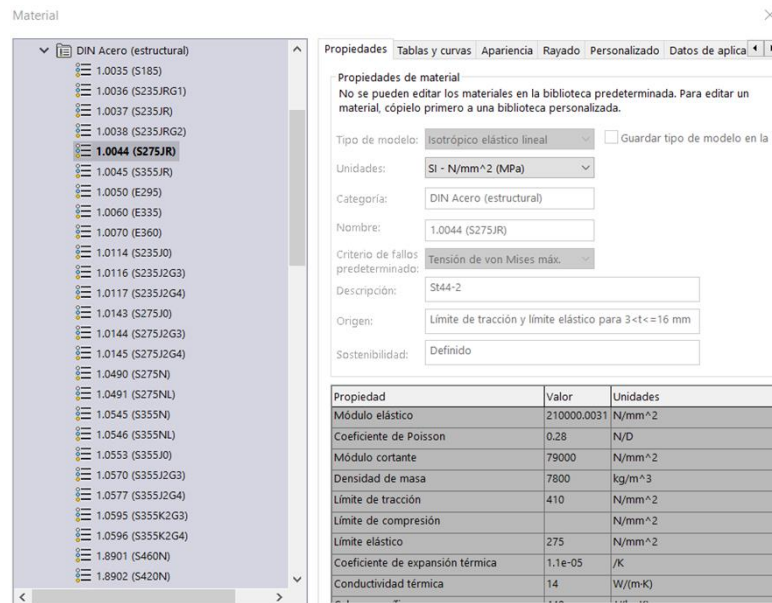 Material
DIN Acero (estructural)
1.0035 (S185)
1.0036 (S235JRG1)
1.0037 (S235JR)
1.0038 (S235JRG2)
1.0044 (S275JR)
1.0045 (S355JR)
1.0050 (E295)
1.0060 (E335)
1.0070 (E360)
1.0114 (S235J0)
1.0116 (S235J2G3)
1.0117 (S235J2G4)
1.0143 (S275J0)
1.0144 (S275J2G3)
1.0145 (S275J2G4)
1.0490 (S275N)
1.0491 (S275NL)
1.0545 (S355N)
1.0546 (S355NL)
1.0553 (S355J0)
1.0570 (S355J2G3)
1.0577 (S355J2G4)
1.0595 (S355K2G3)
1.0596 (S355K2G4)
1.8901 (S460N)
1.8902 (S420N)
Propiedades Tablas y curvas Apariencia Rayado Personalizado Datos de aplica
Propiedades de material
No se pueden editar los materiales en la biblioteca predeterminada. Para editar un
material, cópielo primero a una biblioteca personalizada.
Tipo de modelo: Isotrópico elástico lineal Guardar tipo de modelo en la
Unidades: SI - N/mm^2 (MPa)
Categoría: DIN Acero (estructural)
Nombre: 1.0044 (S275JR)
Criterio de fallos
predeterminado: Tensión de von Mises máx.
Descripción: St44-2
Origen: Límite de tracción y límite elástico para 3<t<=16 mm
Sostenibilidad: Definido
Propiedad Valor Unidades
Módulo elástico 210000.0031 N/mm^2
Coeficiente de Poisson 0.28 N/D
Módulo cortante 79000 N/mm^2
Densidad de masa 7800 kg/m^3
Límite de tracción 410 N/mm^2
Límite de compresión N/mm^2
Límite elástico 275 N/mm^2
Coeficiente de expansión térmica 1.1e-05 /K
Conductividad térmica 14 W/(m·K)